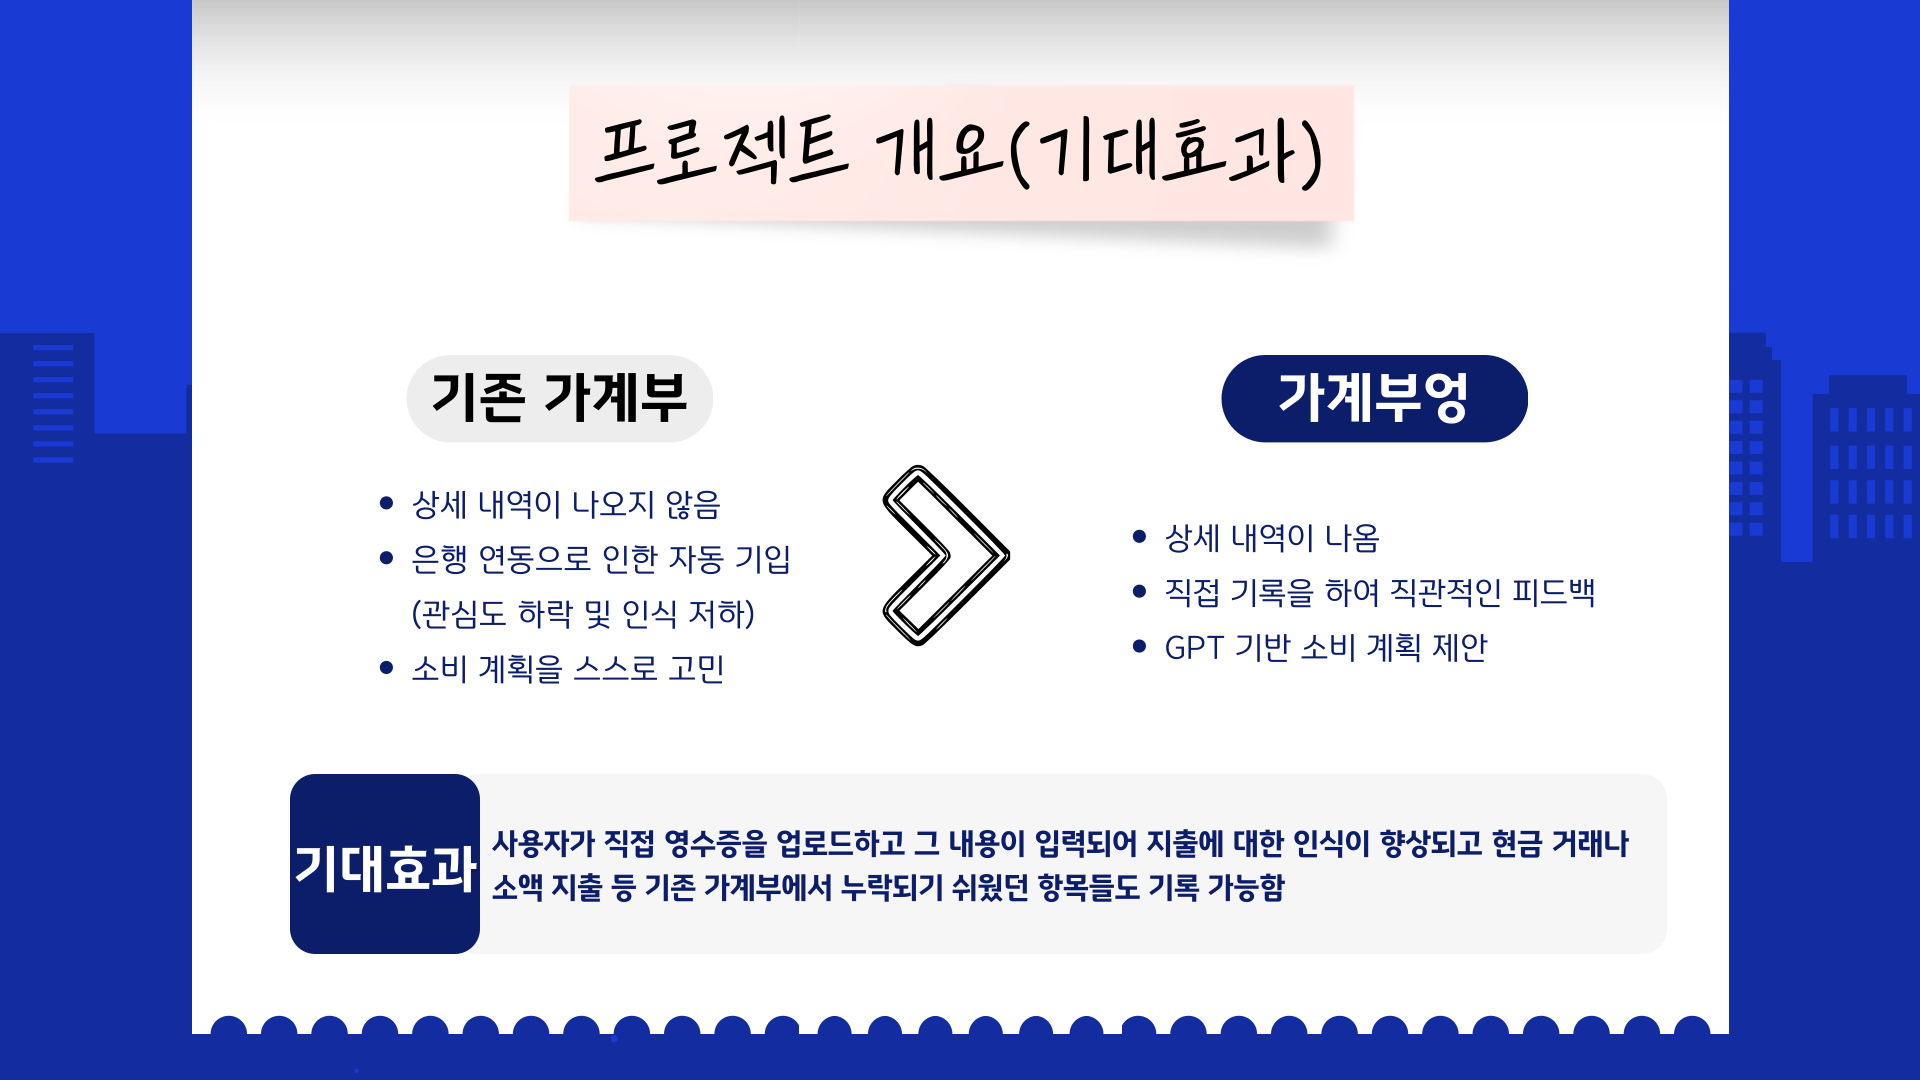 프로젝트 개요(기대효과)
기존 가계부
• 상세 내역이 나오지 않음
• 은행 연동으로 인한 자동 기입
(관심도 하락 및 인식 저하)
• 소비 계획을 스스로 고민
가계부엉
• 상세 내역이 나옴
• 직접 기록을 하여 직관적인 피드백
• GPT 기반 소비 계획 제안
기대효과
사용자가 직접 영수증을 업로드하고 그 내용이 입력되어 지출에 대한 인식이 향상되고 현금 거래나
소액 지출 등 기존 가계부에서 누락되기 쉬웠던 항목들도 기록 가능함